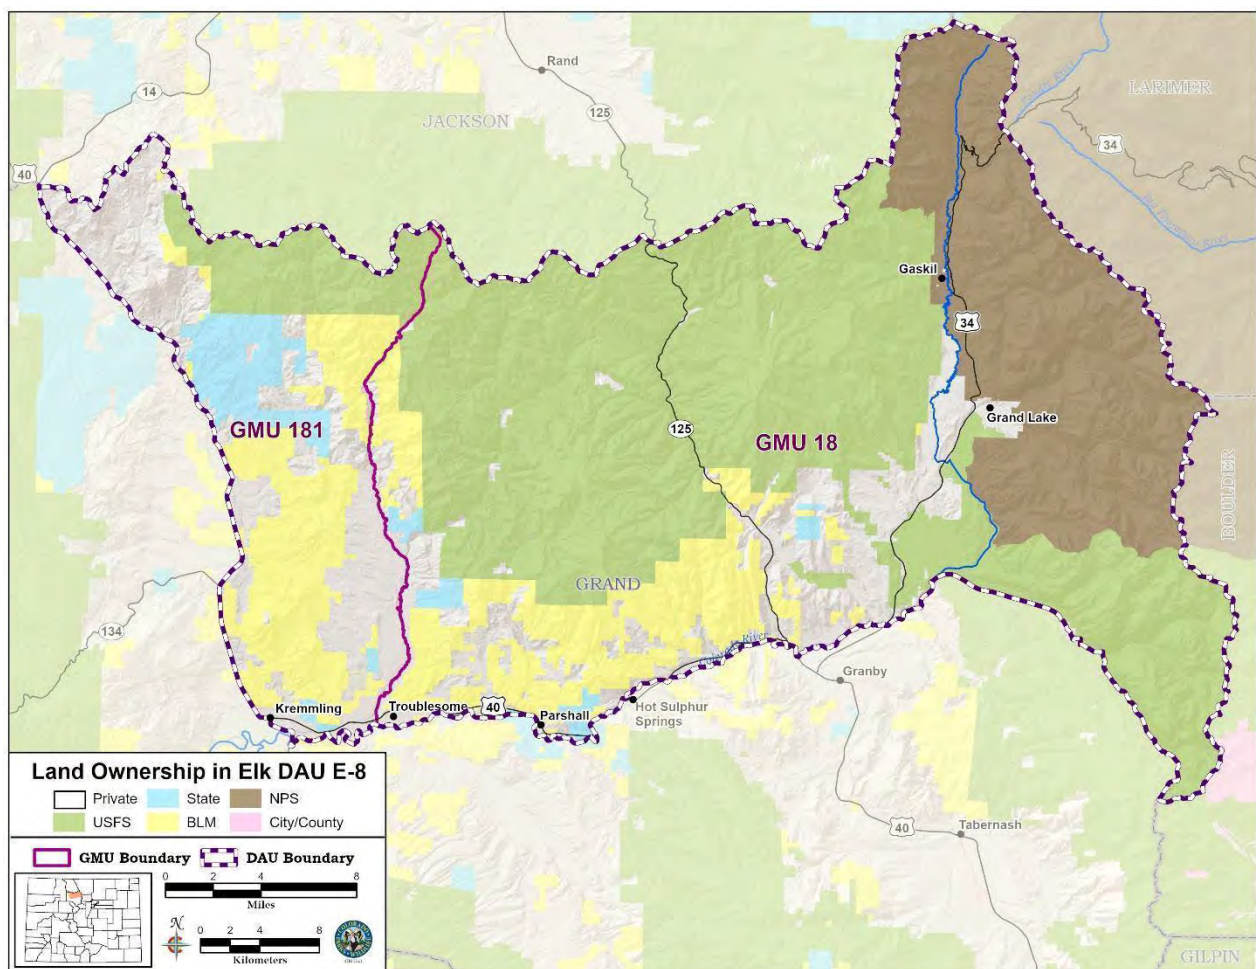 Rand
14
125
JACKSON
LARIMER
34
40
Gaskil
34
Grand Lake
GMU 181
125
GMU 18
BOULDER
GRAND
134
Granby
Kremmling
Troublesome
40
Parshall
Hot Sulphur
Springs
40
Tabernash
GILPIN
Land Ownership in Elk DAU E-8
Private
State
NPS
USFS
BLM
City/County
GMU Boundary
DAU Boundary
0 2 4 8
Miles
N
0 2 4 8
Kilometers